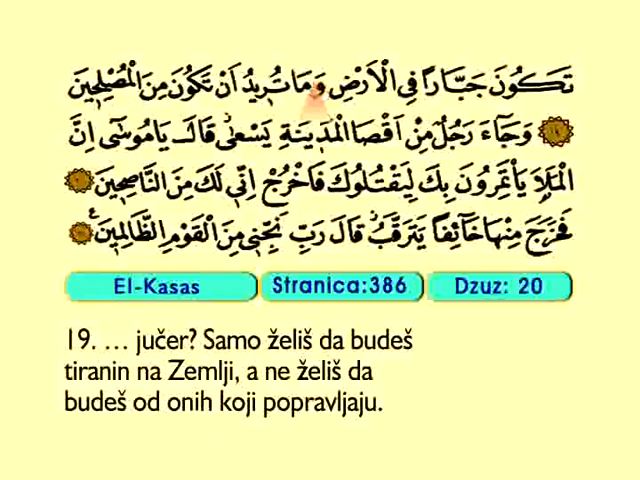 تَكُونَ جَبَّارًا فِي الْأَرْضِ وَمَا تُرِيدُ أَنْ تَكُونَ مِنَ الْمُصْلِحِينَ
وَجَاءَ رَجُلٌ مِنْ أَقْصَا الْمَدِينَةِ يَسْعَىٰ قَالَ يَا مُوسَىٰ إِنَّ
الْمَلَأَ يَأْتَمِرُونَ بِكَ لِيَقْتُلُوكَ فَاخْرُجْ إِنِّي لَكَ مِنَ النَّاصِحِينَ
فَخَرَجَ مِنْهَا خَائِفًا يَتَرَقَّبُ قَالَ رَبِّ نَجِّنِي مِنَ الْقَوْمِ الظَّالِمِينَ
El-Kasas Stranica:386 Dzuz: 20
19. ... jučer? Samo želiš da budeš
tiranin na Zemlji, a ne želiš da
budeš od onih koji popravljaju.